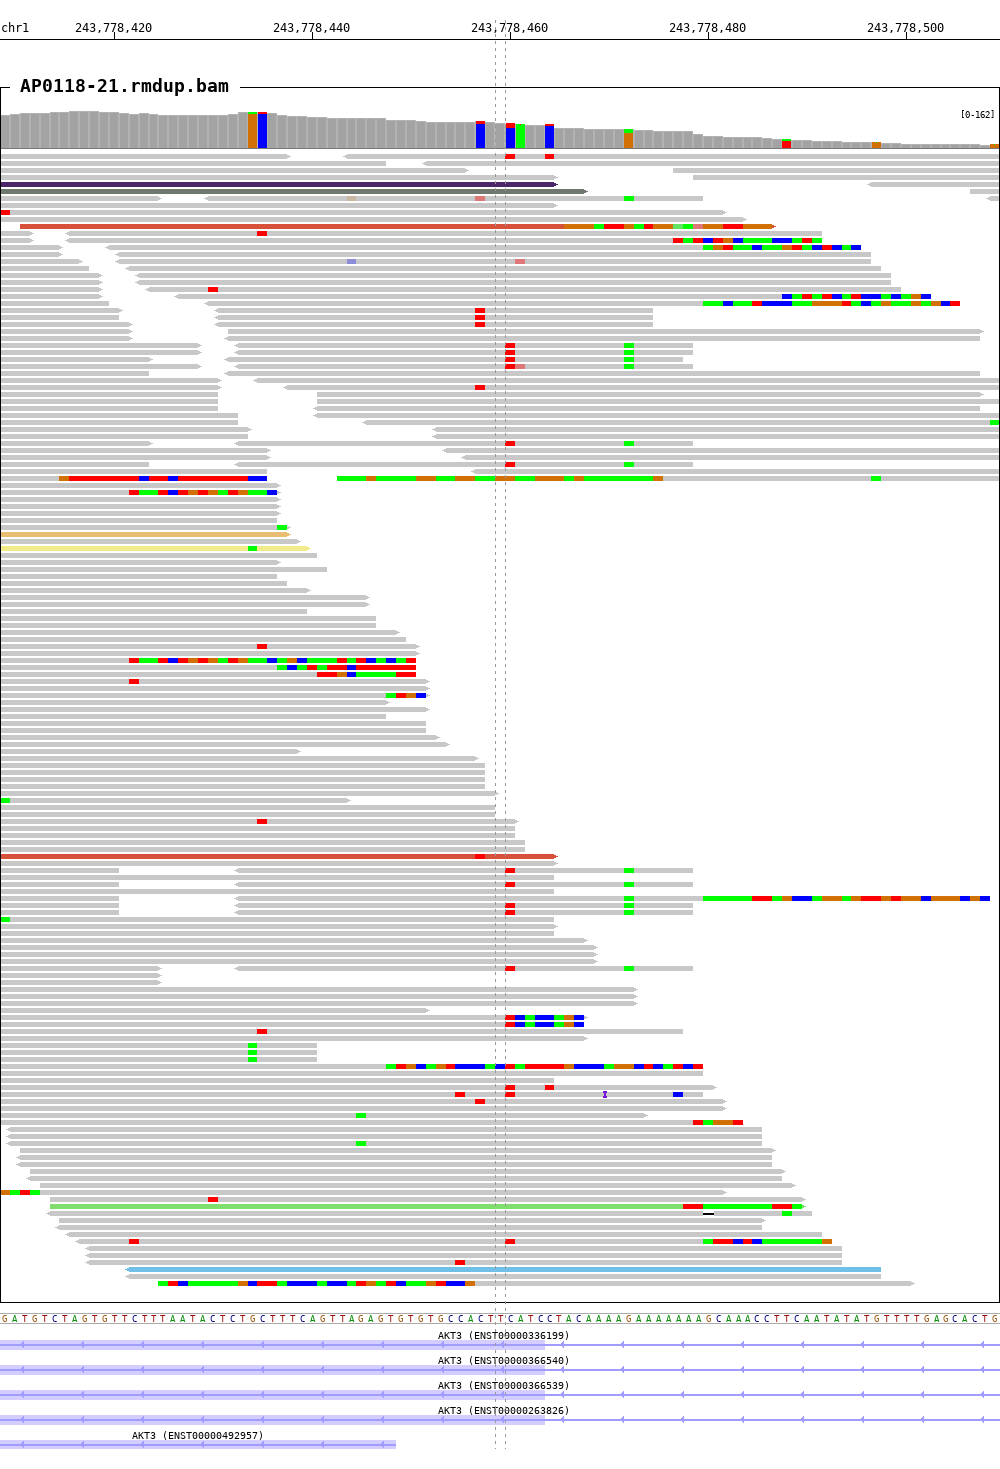 chr1 243,778,420 243,778,440 243,778,460 243,778,480 243,778,500
AP0118-21.rmdup.bam
[0-162]
GATGTCTAGTGTTCTTTAATACTCTGCTTTCAGTTAGAGTGTGTGCCACTTCATCCTACAAAAGAAAAAAAGCAAACCTTCAATATATGTTTTGAGCACTG
AKT3 (ENST00000336199)
AKT3 (ENST00000366540)
AKT3 (ENST00000366539)
AKT3 (ENST00000263826)
AKT3 (ENST00000492957)